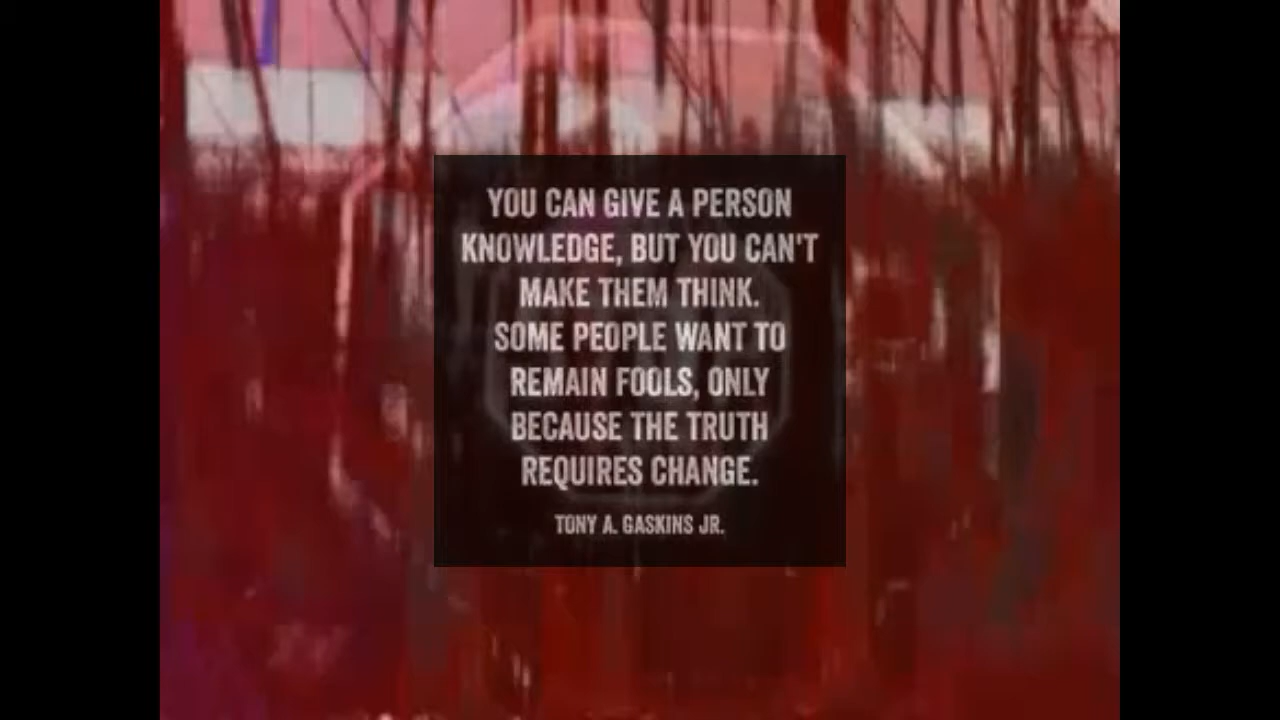 YOU CAN GIVE A PERSON
KNOWLEDGE, BUT YOU CAN'T
MAKE THEM THINK.
SOME PEOPLE WANT TO
REMAIN FOOLS, ONLY
BECAUSE THE TRUTH
REQUIRES CHANGE.
TONY A. GASKINS JR.